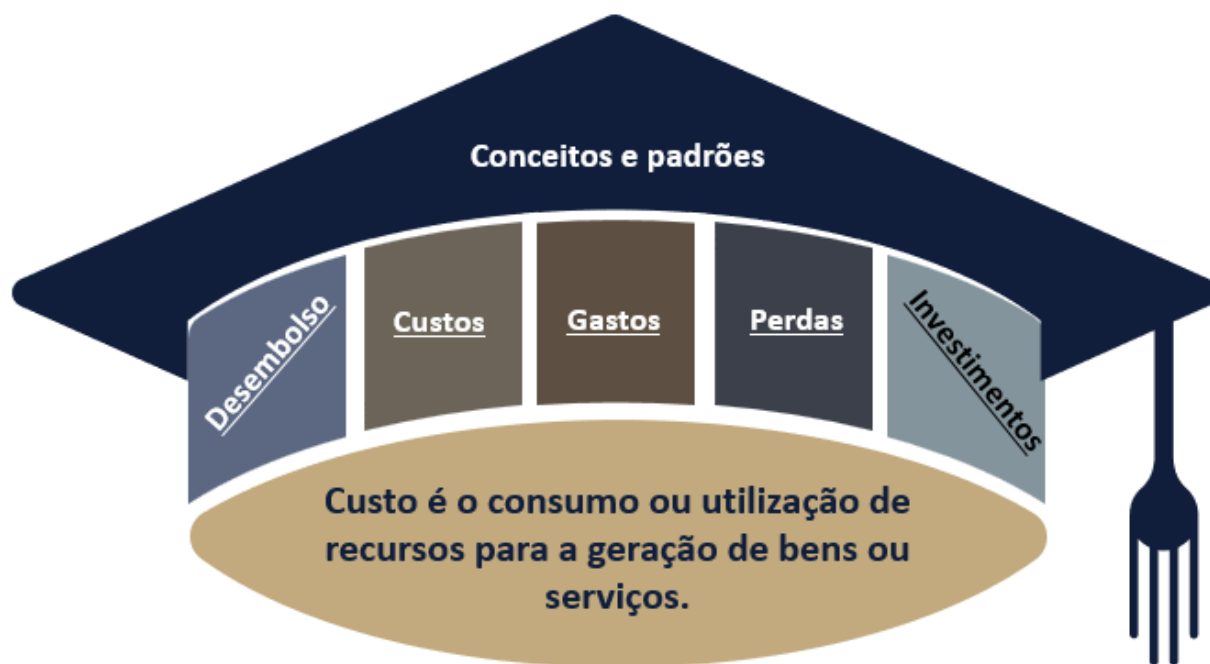 Conceitos e padrões
Desembolso
Custos
Gastos
Perdas
Investimentos
Custo é o consumo ou utilização de
recursos para a geração de bens ou
serviços.